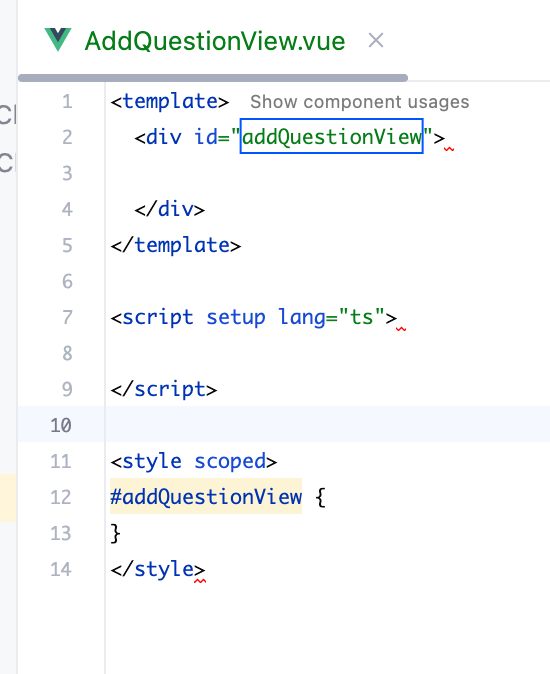 AddQuestionView.vue
1 <template> Show component usages
2 <div id="addQuestionView">
3
4 </div>
5 </template>
6
7 <script setup lang="ts">
8
9 </script>
10
11 <style scoped>
12 #addQuestionView {
13 }
14 </style>